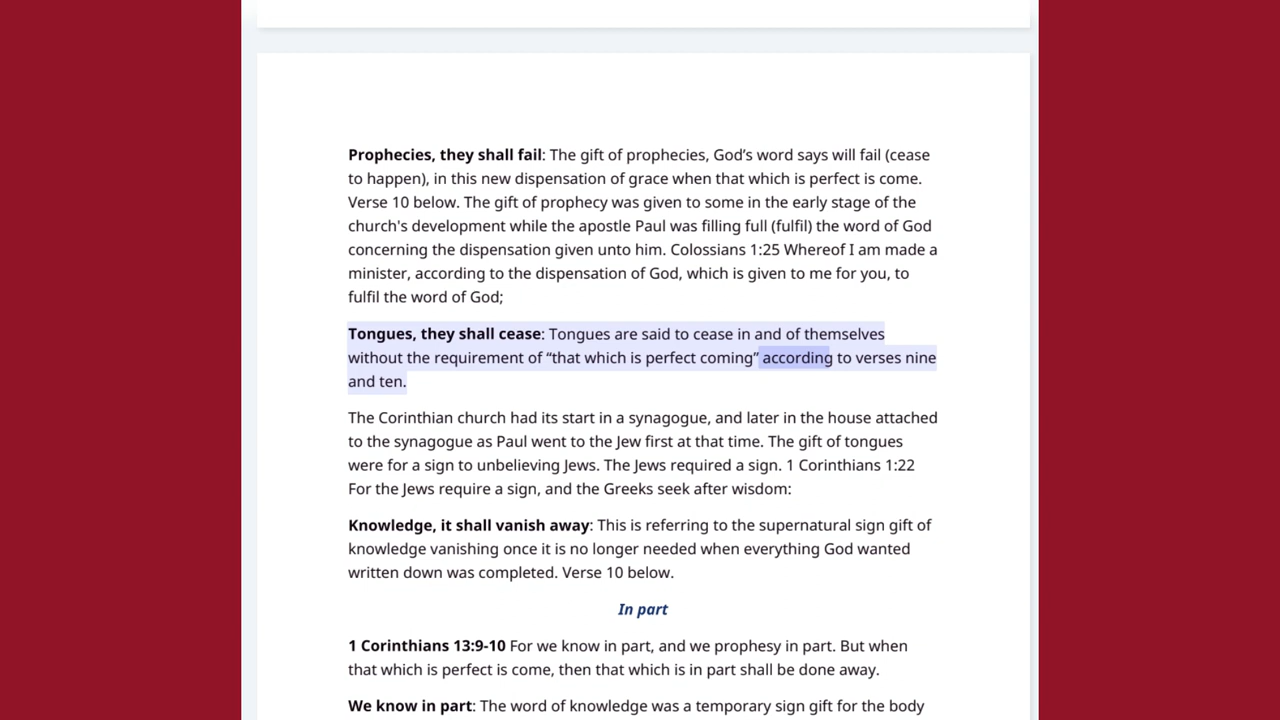 Prophecies, they shall fail: The gift of prophecies, God’s word says will fail (cease
to happen), in this new dispensation of grace when that which is perfect is come.
Verse 10 below. The gift of prophecy was given to some in the early stage of the
church's development while the apostle Paul was filling full (fulfil) the word of God
concerning the dispensation given unto him. Colossians 1:25 Whereof I am made a
minister, according to the dispensation of God, which is given to me for you, to
fulfil the word of God;
Tongues, they shall cease: Tongues are said to cease in and of themselves
without the requirement of “that which is perfect coming” according to verses nine
and ten.
The Corinthian church had its start in a synagogue, and later in the house attached
to the synagogue as Paul went to the Jew first at that time. The gift of tongues
were for a sign to unbelieving Jews. The Jews required a sign. 1 Corinthians 1:22
For the Jews require a sign, and the Greeks seek after wisdom:
Knowledge, it shall vanish away: This is referring to the supernatural sign gift of
knowledge vanishing once it is no longer needed when everything God wanted
written down was completed. Verse 10 below.
In part
1 Corinthians 13:9-10 For we know in part, and we prophesy in part. But when
that which is perfect is come, then that which is in part shall be done away.
We know in part: The word of knowledge was a temporary sign gift for the body